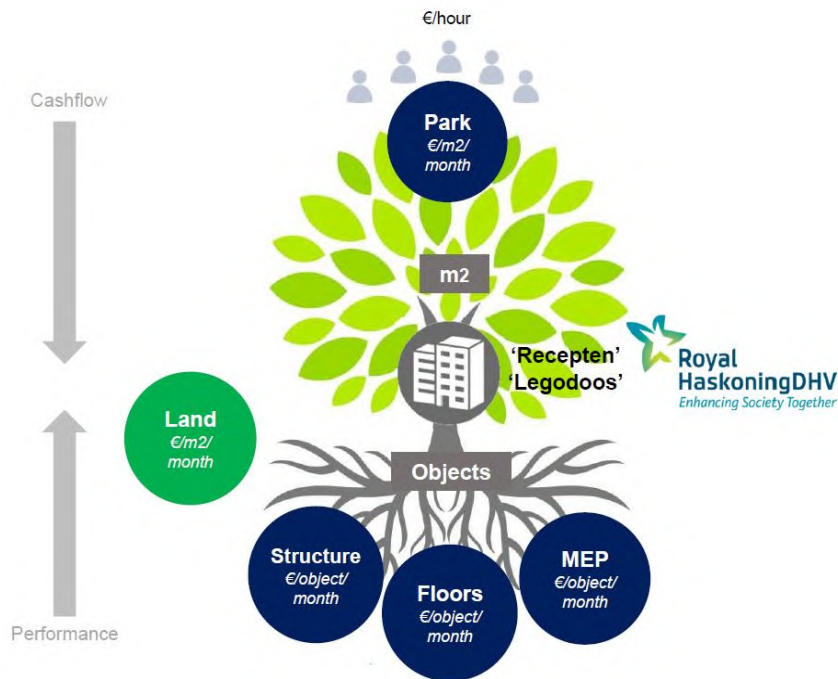 €/hour
Cashflow
Park
€/m2/
month
m2
‘Recepten’
‘Legodoos’
Royal
HaskoningDHV
Enhancing Society Together
Land
€/m2/
month
Objects
Structure
€/object/
month
Floors
€/object/
month
MEP
€/object/
month
Performance